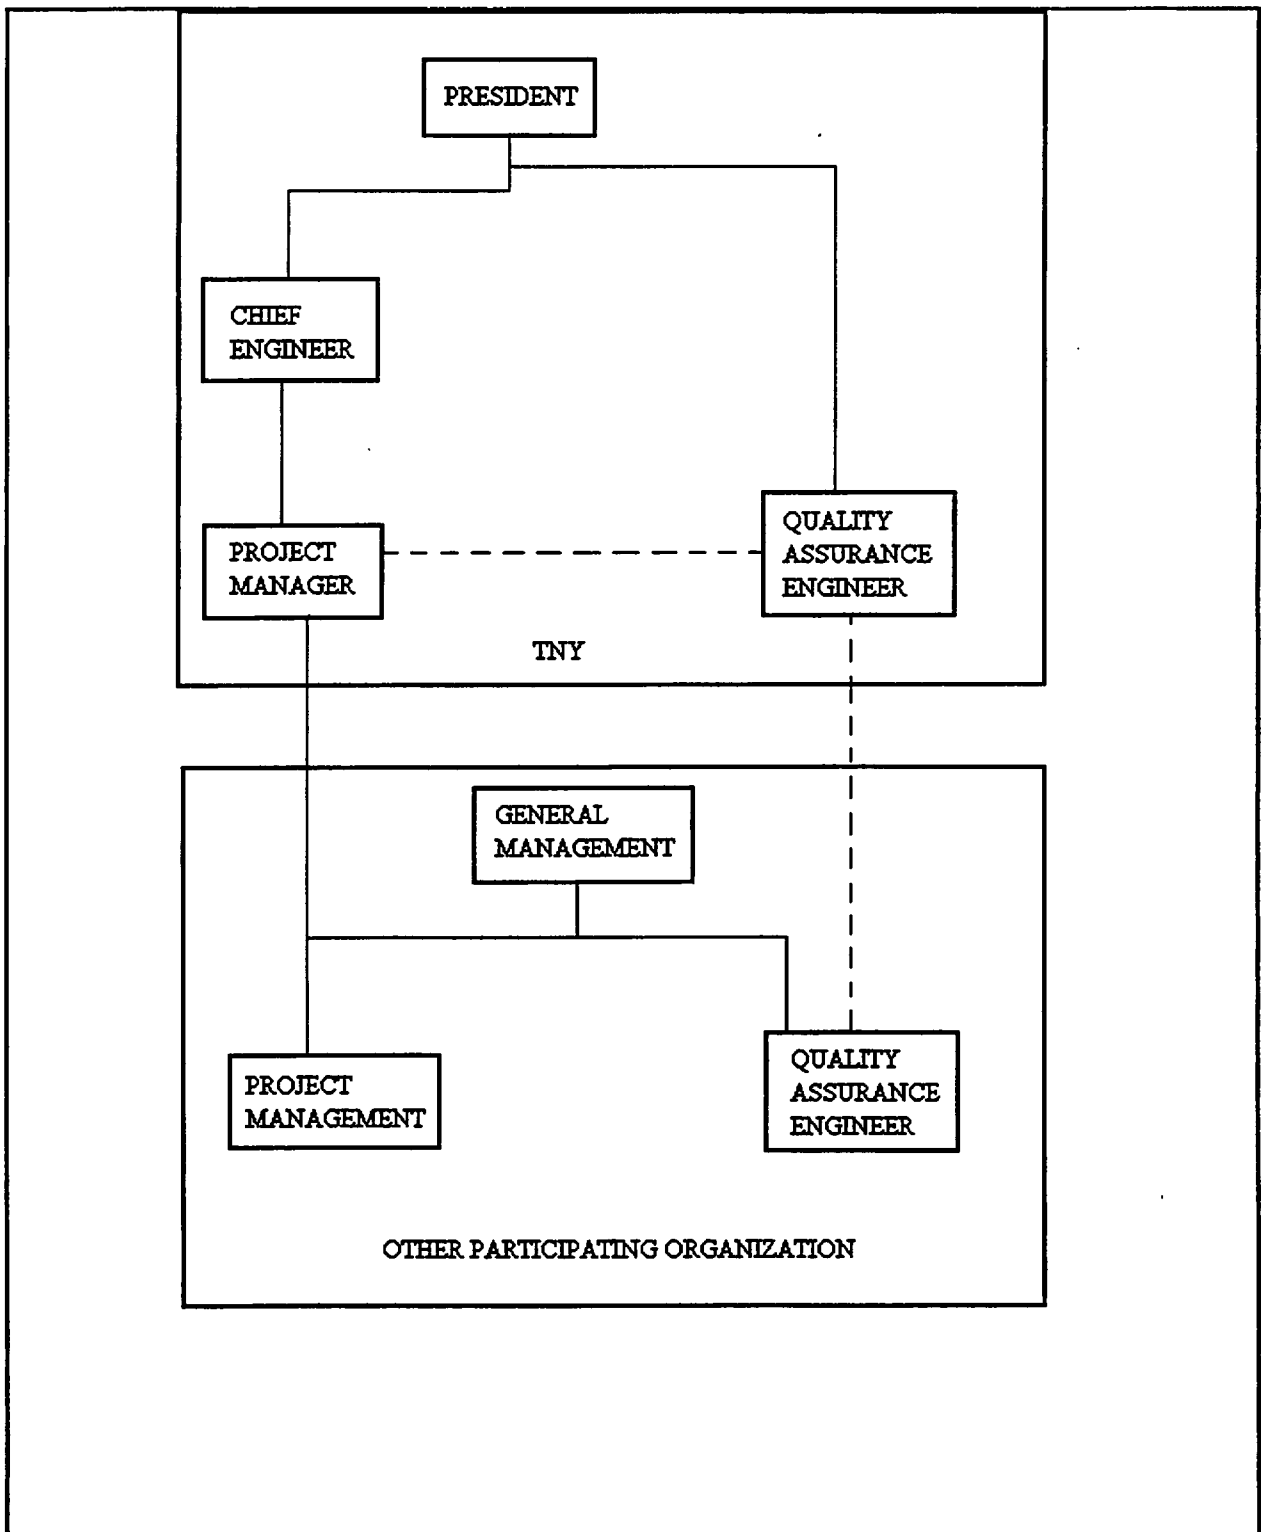 PRESIDENT
CHIEF
ENGINEER
PROJECT
MANAGER
QUALITY
ASSURANCE
ENGINEER
TNY
GENERAL
MANAGEMENT
PROJECT
MANAGEMENT
QUALITY
ASSURANCE
ENGINEER
OTHER PARTICIPATING ORGANIZATION